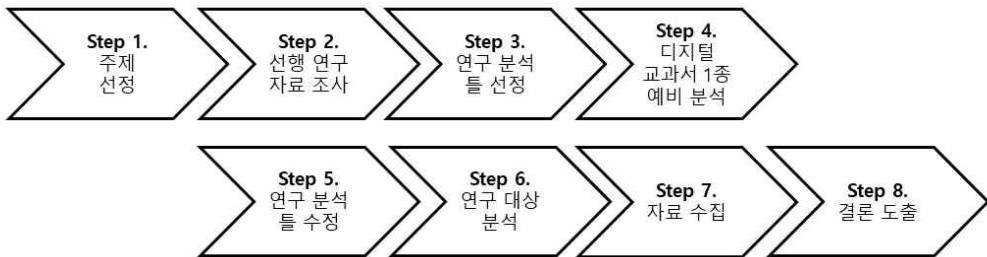 Step 1.
주제
선정
Step 2.
선행 연구
자료 조사
Step 3.
연구 분석
틀 선정
Step 4.
디지털
교과서 1종
예비 분석
Step 5.
연구 분석
틀 수정
Step 6.
연구 대상
분석
Step 7.
자료 수집
Step 8.
결론 도출